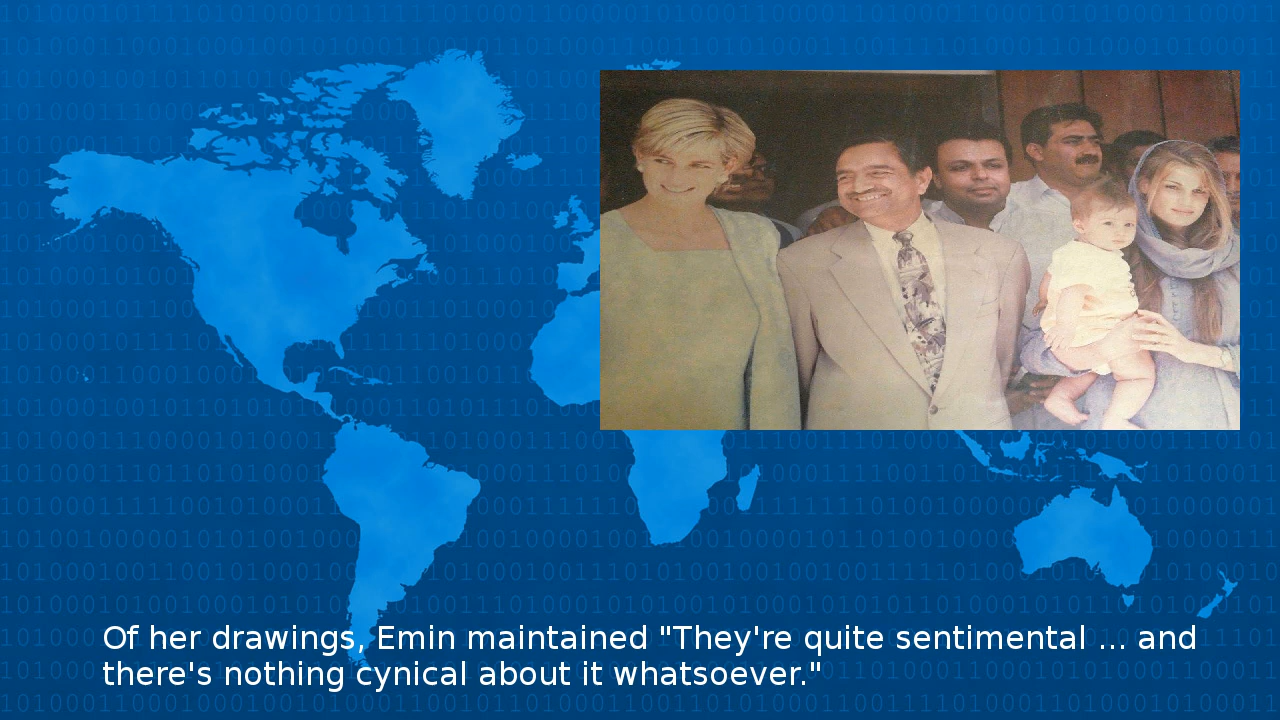 Of her drawings, Emin maintained "They're quite sentimental ... and
there's nothing cynical about it whatsoever."